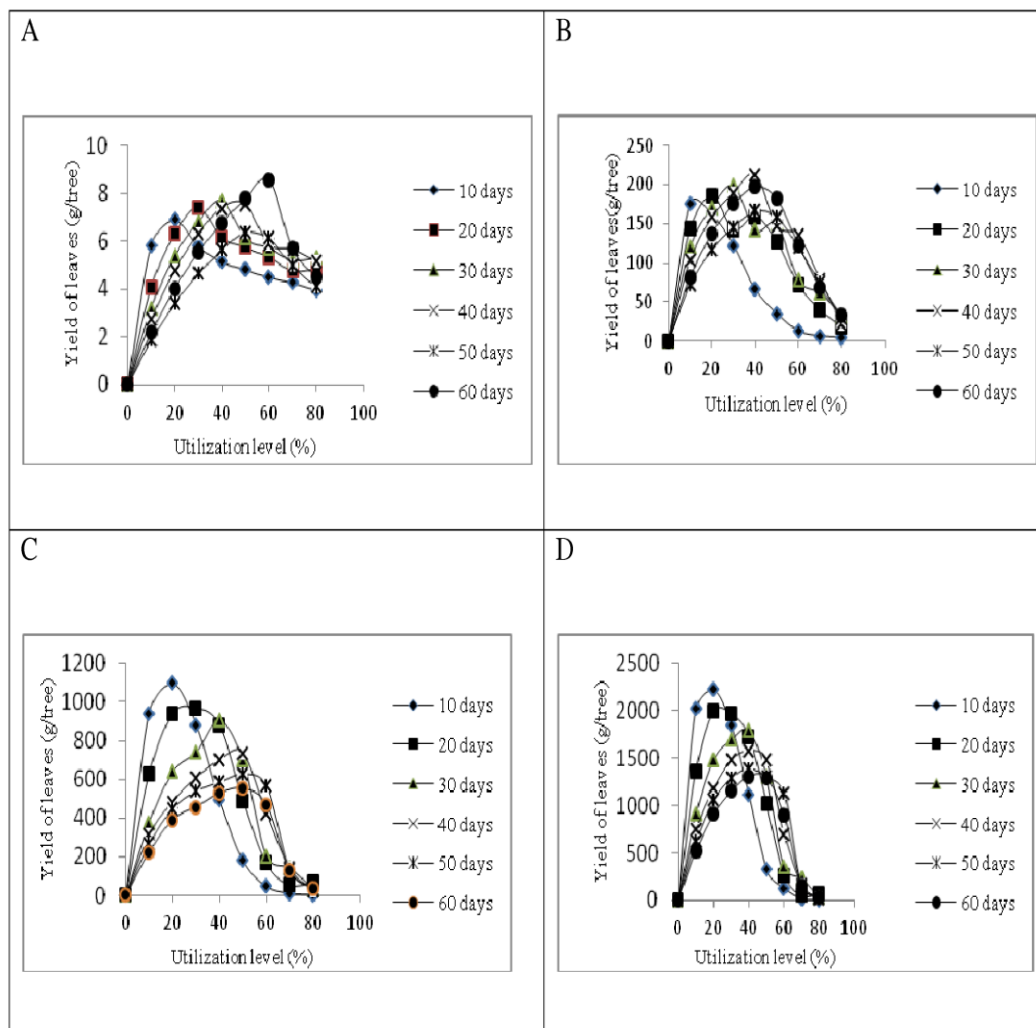 A
Yield of leaves (g/tree)
10
8
6
4
2
0
0 20 40 60 80 100
Utilization level (%)
10 days
20 days
30 days
40 days
50 days
60 days
B
Yield of leaves(g/tree)
250
200
150
100
50
0
0 20 40 60 80 100
Utilization level (%)
10 days
20 days
30 days
40 days
50 days
60 days
C
Yield of leaves (g/tree)
1200
1000
800
600
400
200
0
0 20 40 60 80 100
Utilization level (%)
10 days
20 days
30 days
40 days
50 days
60 days
D
Yield of leaves (g/tree)
2500
2000
1500
1000
500
0
0 20 40 60 80 100
Utilization level (%)
10 days
20 days
30 days
40 days
50 days
60 days